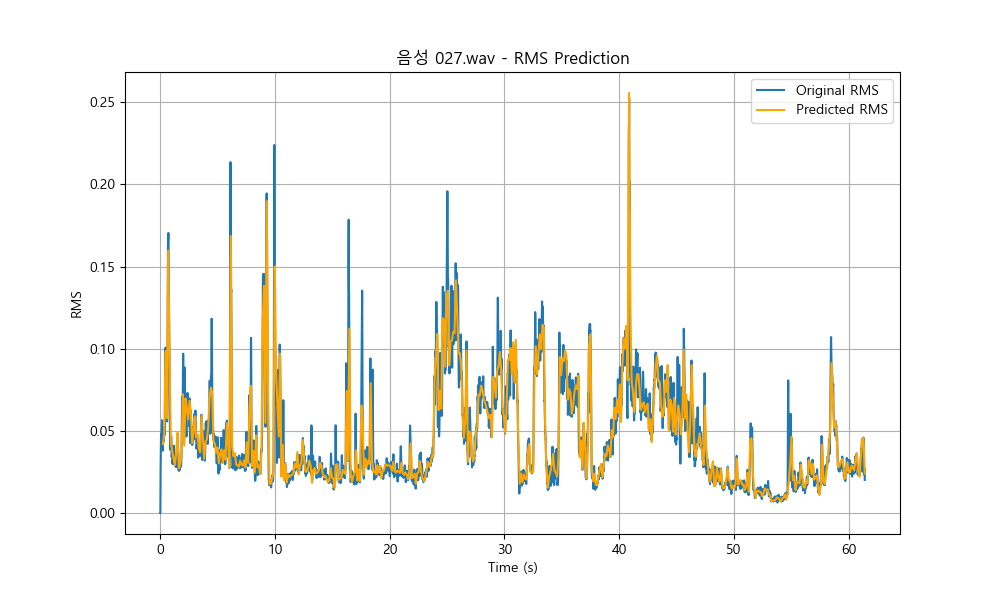 음성 027.wav - RMS Prediction
Original RMS
Predicted RMS
0.25
0.20
0.15
0.10
0.05
0.00
RMS
0 10 20 30 40 50 60
Time (s)